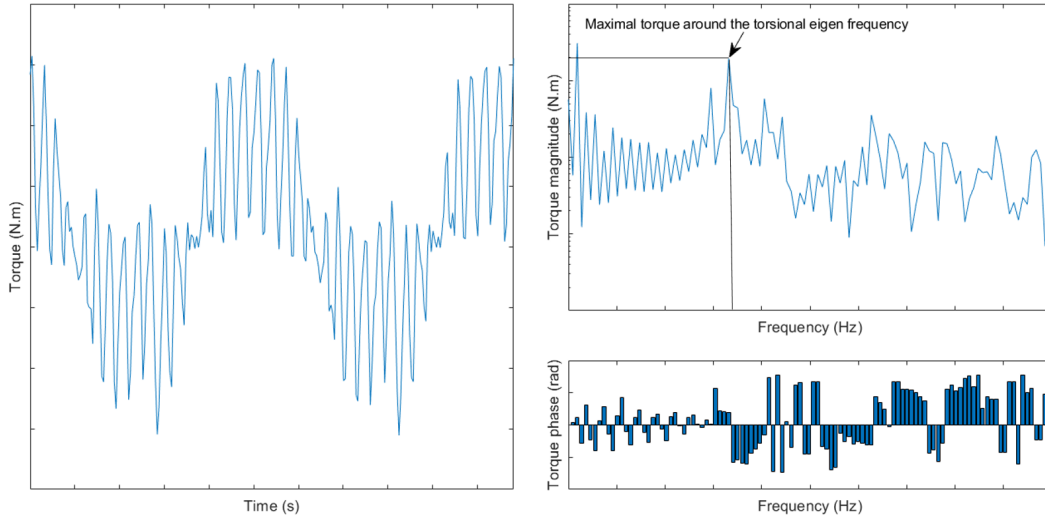 Torque (N.m)
Time (s)
Maximal torque around the torsional eigen frequency
Torque magnitude (N.m)
Frequency (Hz)
Torque phase (rad)
Frequency (Hz)